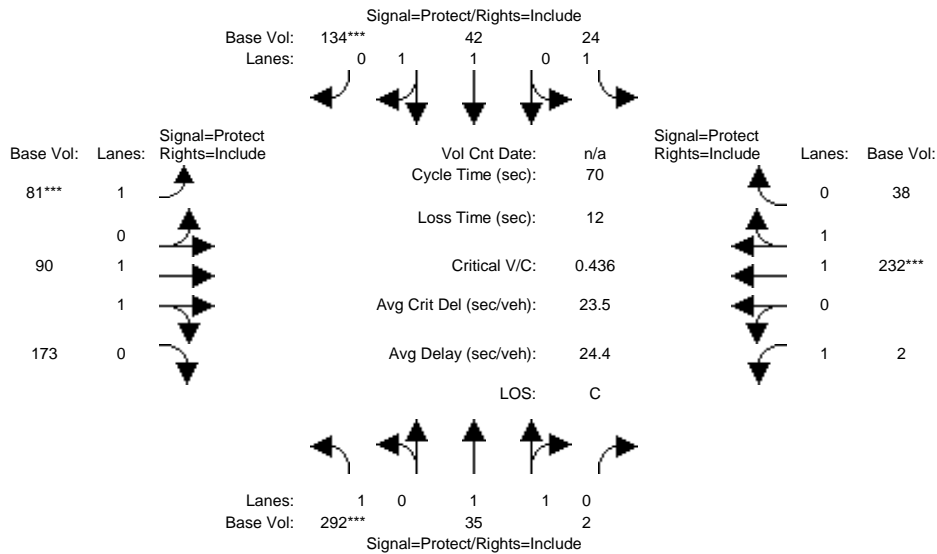 Signal=Protect/Rights=Include
Base Vol: 134*** 42 24
Lanes: 0 1 1 0 1
Signal=Protect
Base Vol: Lanes: Rights=Include
Vol Cnt Date: n/a
Signal=Protect
Rights=Include Lanes: Base Vol:
Cycle Time (sec): 70
81*** 1
0 38
Loss Time (sec): 12
0
1
90 1
Critical V/C: 0.436
1 232***
1
Avg Crit Del (sec/veh): 23.5
0
173 0
Avg Delay (sec/veh): 24.4
1 2
LOS: C
Lanes: 1 0 1 1 0
Base Vol: 292*** 35 2
Signal=Protect/Rights=Include